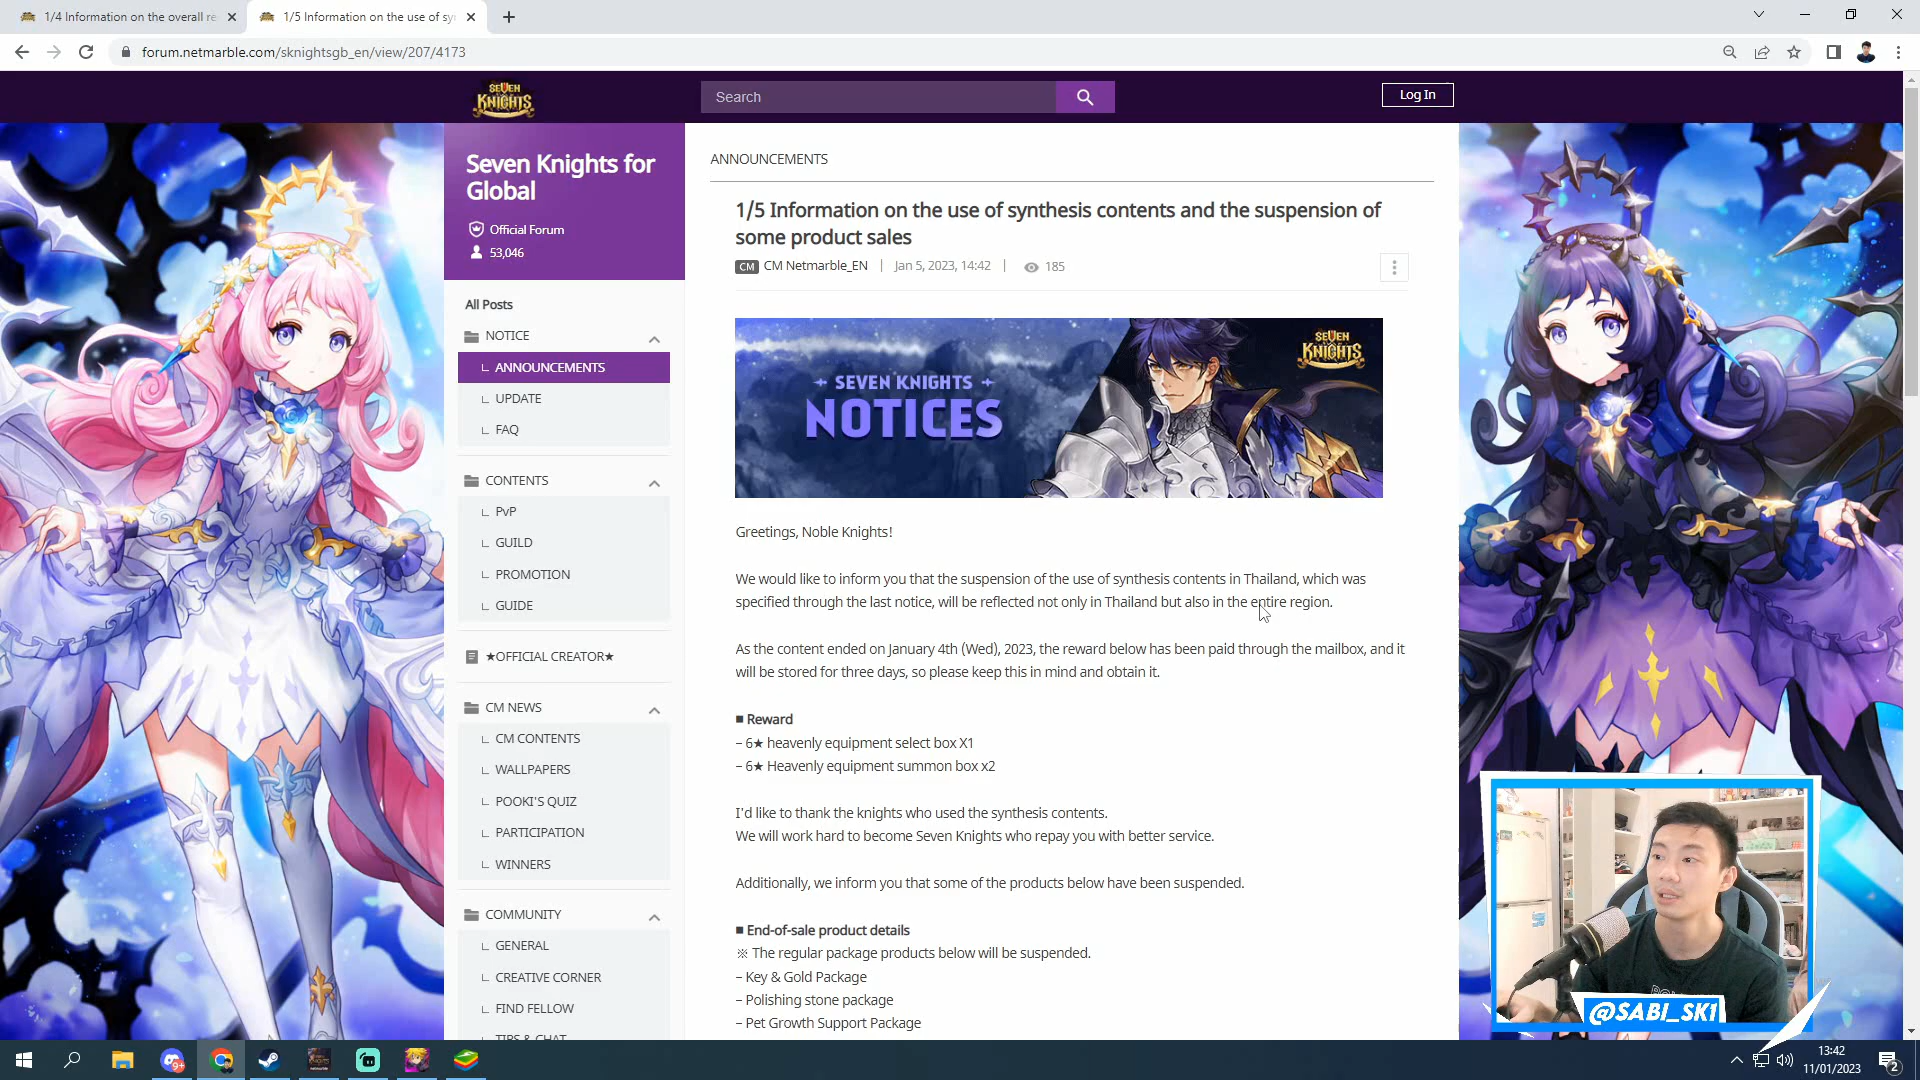 1/4 Information on the overall re
1/5 Information on the use of sy
forum.netmarble.com/sknightsgb_en/view/207/4173
SEVEN KNIGHTS
Search
Log In
Seven Knights for Global
Official Forum
53,046
All Posts
NOTICE
ANNOUNCEMENTS
UPDATE
FAQ
CONTENTS
PvP
GUILD
PROMOTION
GUIDE
★OFFICIAL CREATOR★
CM NEWS
CM CONTENTS
WALLPAPERS
POOKI'S QUIZ
PARTICIPATION
WINNERS
COMMUNITY
GENERAL
CREATIVE CORNER
FIND FELLOW
TIPS & CHAT
ANNOUNCEMENTS
1/5 Information on the use of synthesis contents and the suspension of
some product sales
CM CM Netmarble_EN | Jan 5, 2023, 14:42 | 185
SEVEN KNIGHTS
NOTICES
SEVEN KNIGHTS
Greetings, Noble Knights!
We would like to inform you that the suspension of the use of synthesis contents in Thailand, which was
specified through the last notice, will be reflected not only in Thailand but also in the entire region.
As the content ended on January 4th (Wed), 2023, the reward below has been paid through the mailbox, and it
will be stored for three days, so please keep this in mind and obtain it.
■ Reward
– 6★ heavenly equipment select box X1
– 6★ Heavenly equipment summon box x2
I'd like to thank the knights who used the synthesis contents.
We will work hard to become Seven Knights who repay you with better service.
Additionally, we inform you that some of the products below have been suspended.
■ End-of-sale product details
※ The regular package products below will be suspended.
– Key & Gold Package
– Polishing stone package
– Pet Growth Support Package
@SABI_SK1
13:42
11/01/2023
2